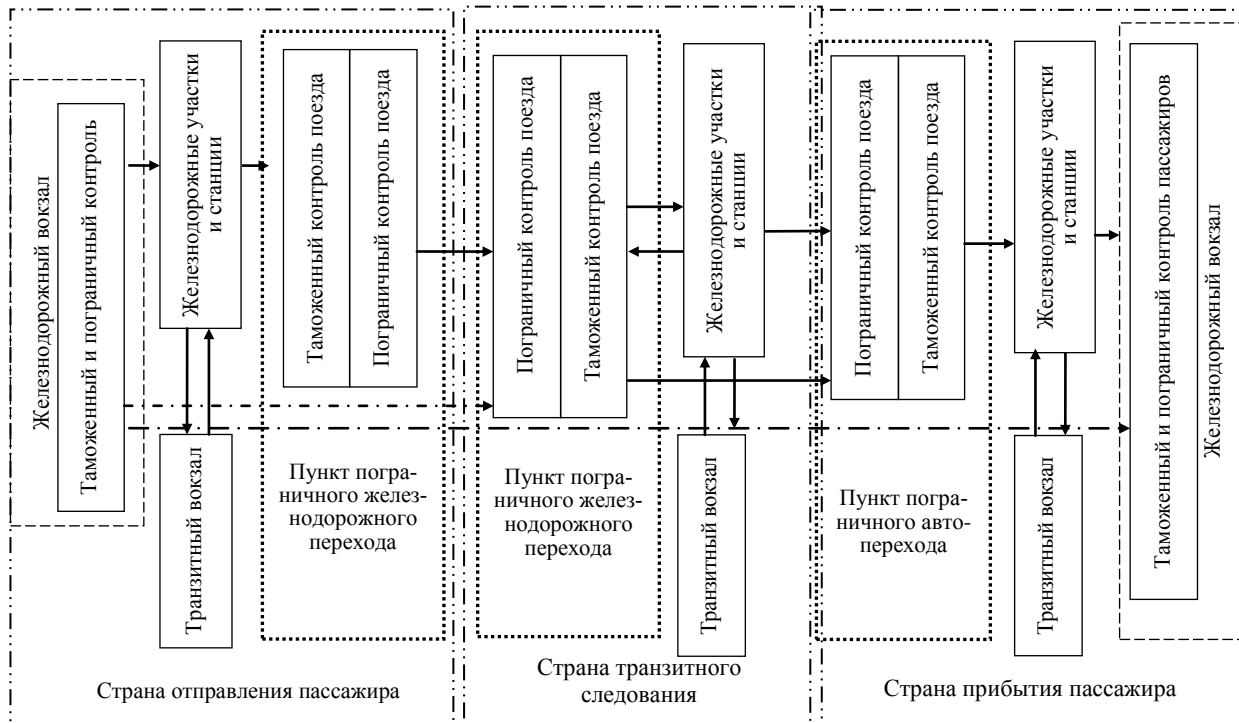 Железнодорожный вокзал
Таможенный и пограничный контроль
Железнодорожные участки
и станции
Транзитный вокзал
Таможенный контроль поезда
Пограничный контроль поезда
Пункт погра-
ничного желез-
нодорожного
перехода
Страна отправления пассажира
Пограничный контроль поезда
Таможенный контроль поезда
Пункт погра-
ничного желез-
нодорожного
перехода
Железнодорожные участки
и станции
Транзитный вокзал
Страна транзитного
следования
Пограничный контроль поезда
Таможенный контроль поезда
Пункт погра-
ничного авто-
перехода
Железнодорожные участки
и станции
Транзитный вокзал
Таможенный и пограничный контроль пассажиров
Железнодорожный вокзал
Страна прибытия пассажира